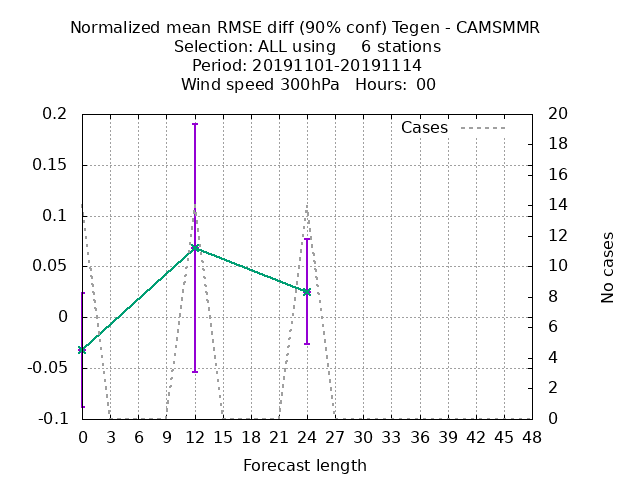 Normalized mean RMSE diff (90% conf) Tegen - CAMSMMR
Selection: ALL using 6 stations
Period: 20191101-20191114
Wind speed 300hPa Hours: 00
Cases
0.2
0.15
0.1
0.05
0
-0.05
-0.1
20
18
16
14
12
10
8
6
4
2
0
No cases
0 3 6 9 12 15 18 21 24 27 30 33 36 39 42 45 48
Forecast length